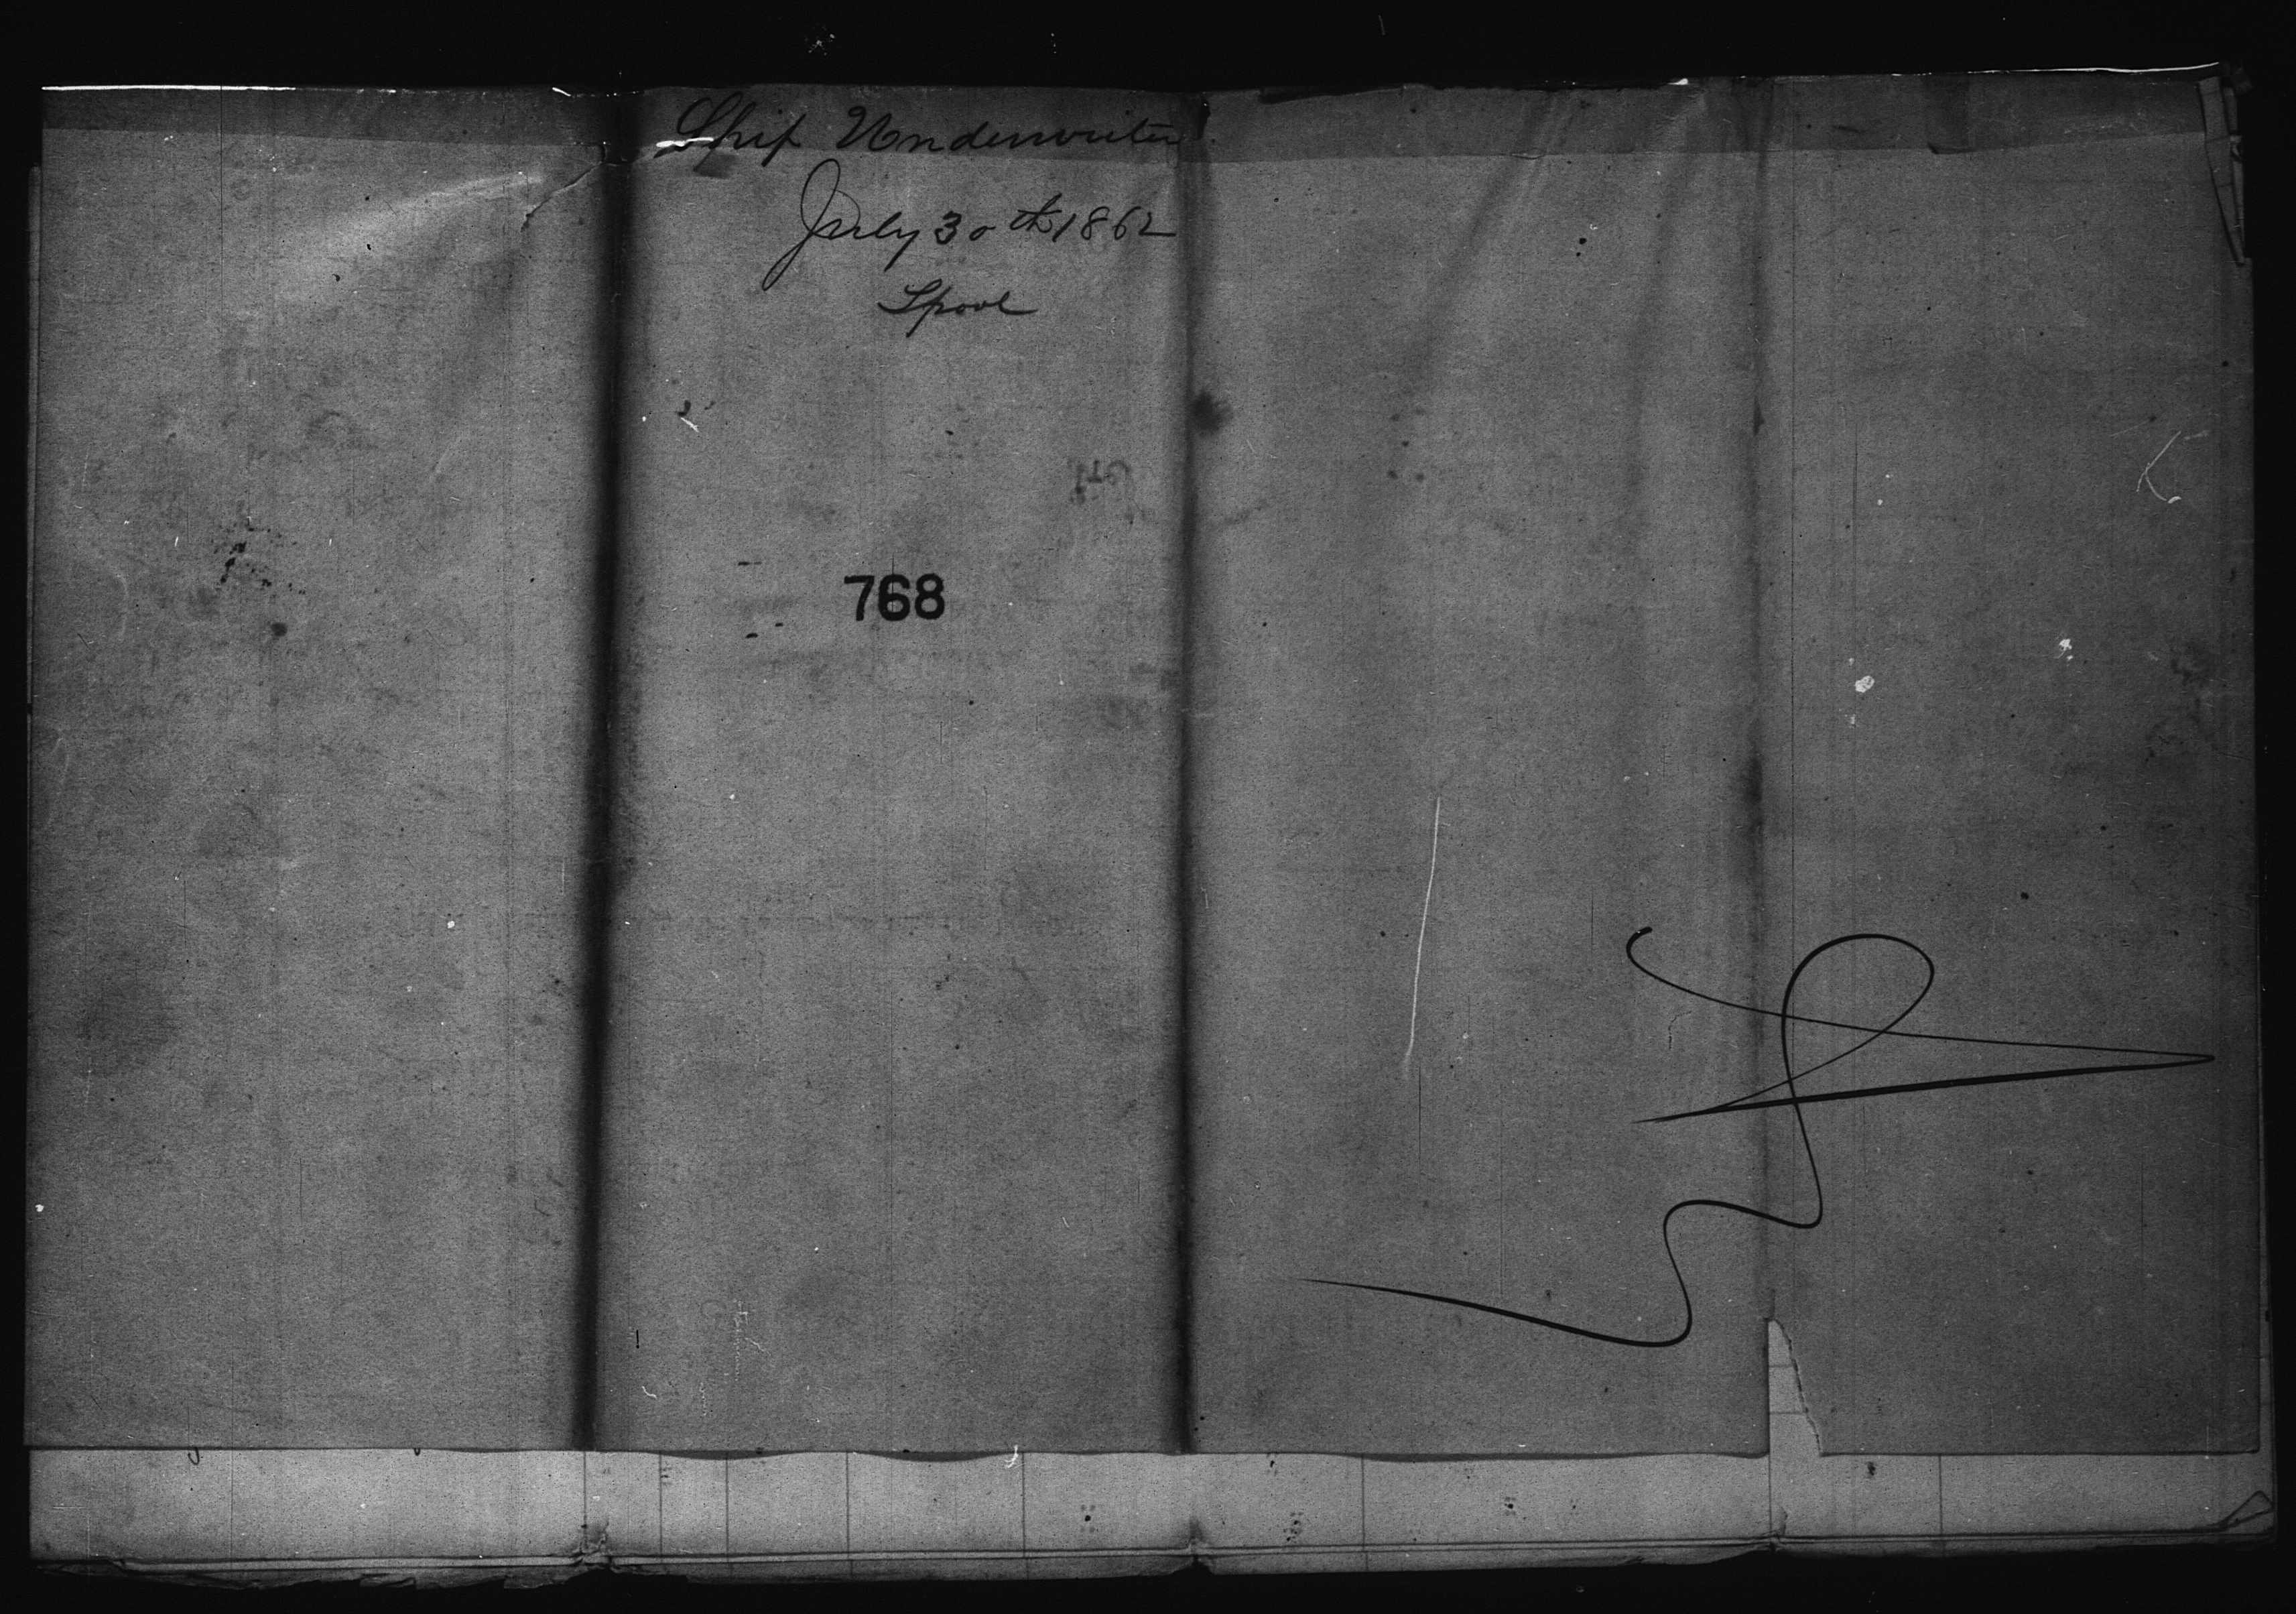 Ship Underwriter
July 30th 1862
Lpool
768